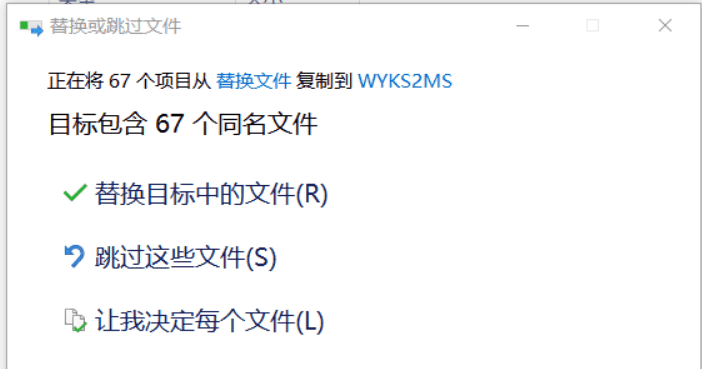 替换或跳过文件
正在将 67 个项目从 替换文件 复制到 WYKS2MS
目标包含 67 个同名文件
替换目标中的文件(R)
跳过这些文件(S)
让我决定每个文件(L)